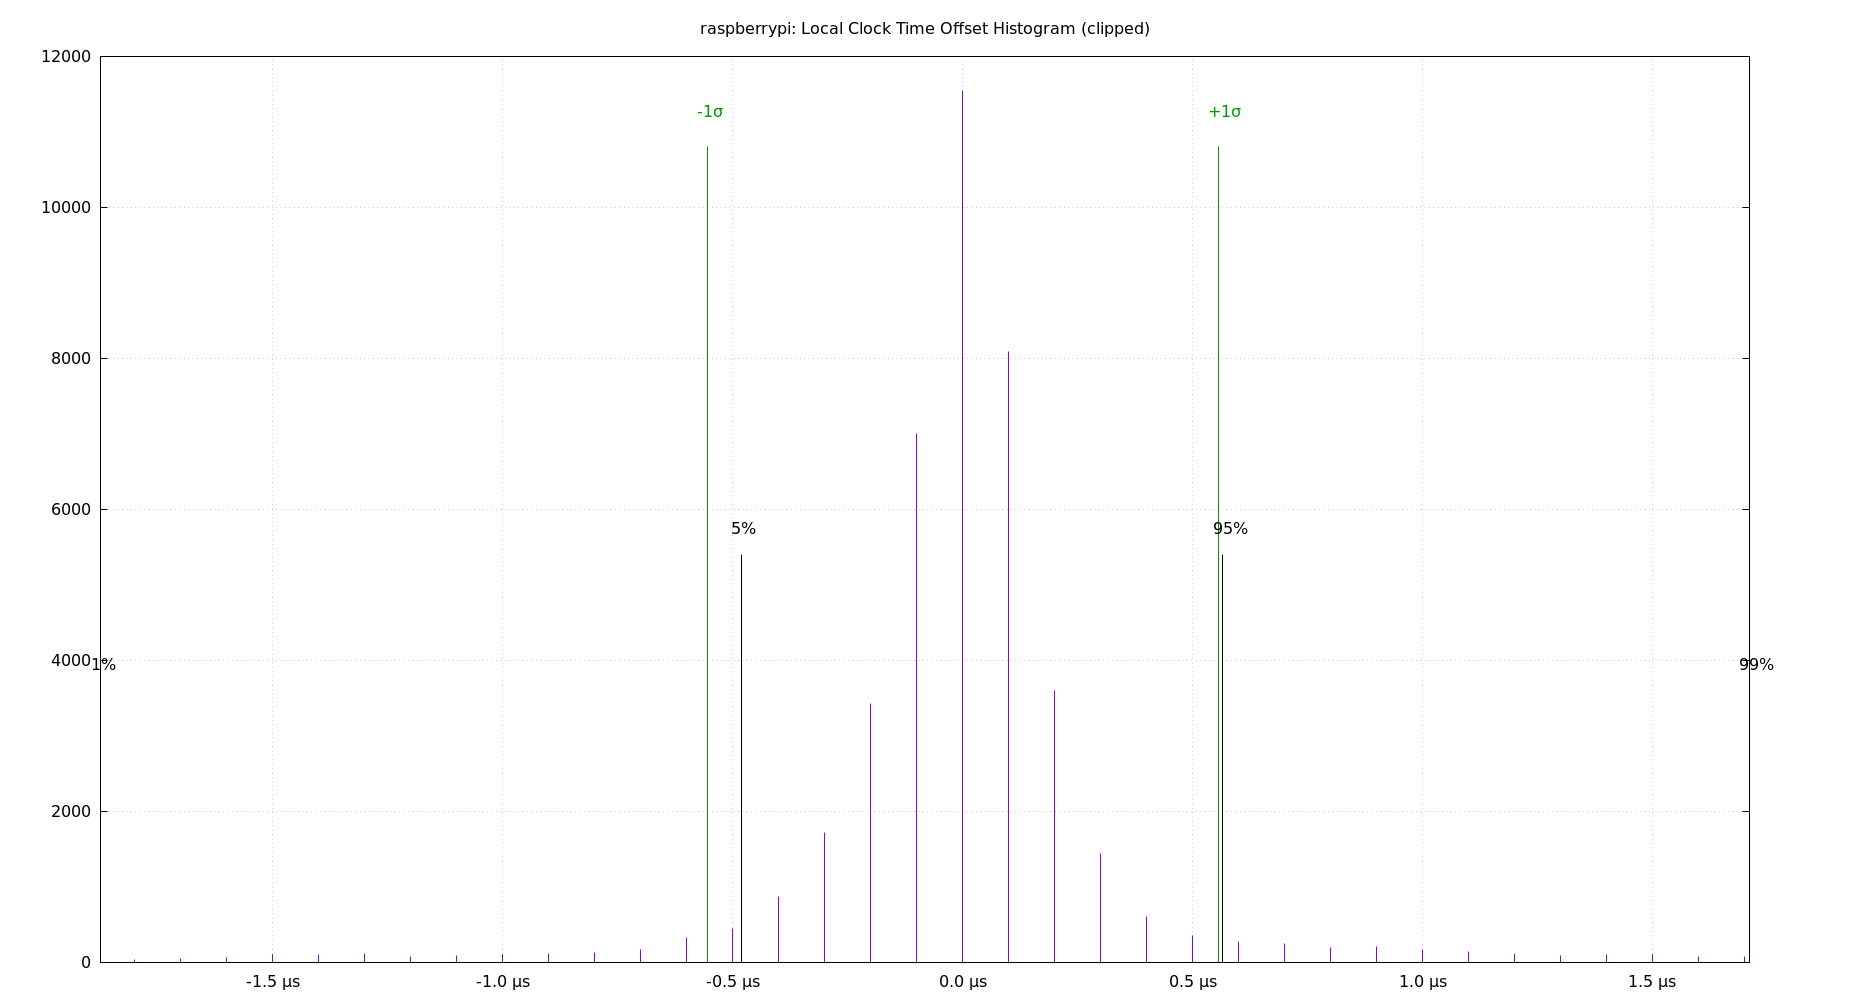 raspberrypi: Local Clock Time Offset Histogram (clipped)
12000
-1σ
+1σ
10000
8000
6000
5%
95%
4000
1%
99%
2000
0
-1.5 µs
-1.0 µs
-0.5 µs
0.0 µs
0.5 µs
1.0 µs
1.5 µs